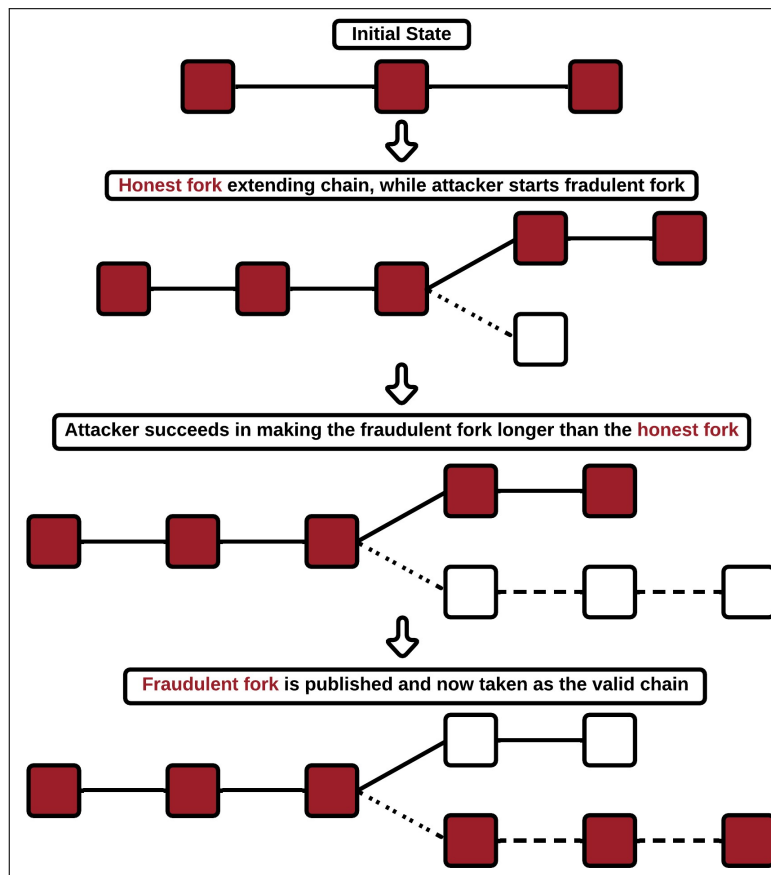 Initial State
Honest fork extending chain, while attacker starts fradulent fork
Attacker succeeds in making the fraudulent fork longer than the honest fork
Fraudulent fork is published and now taken as the valid chain